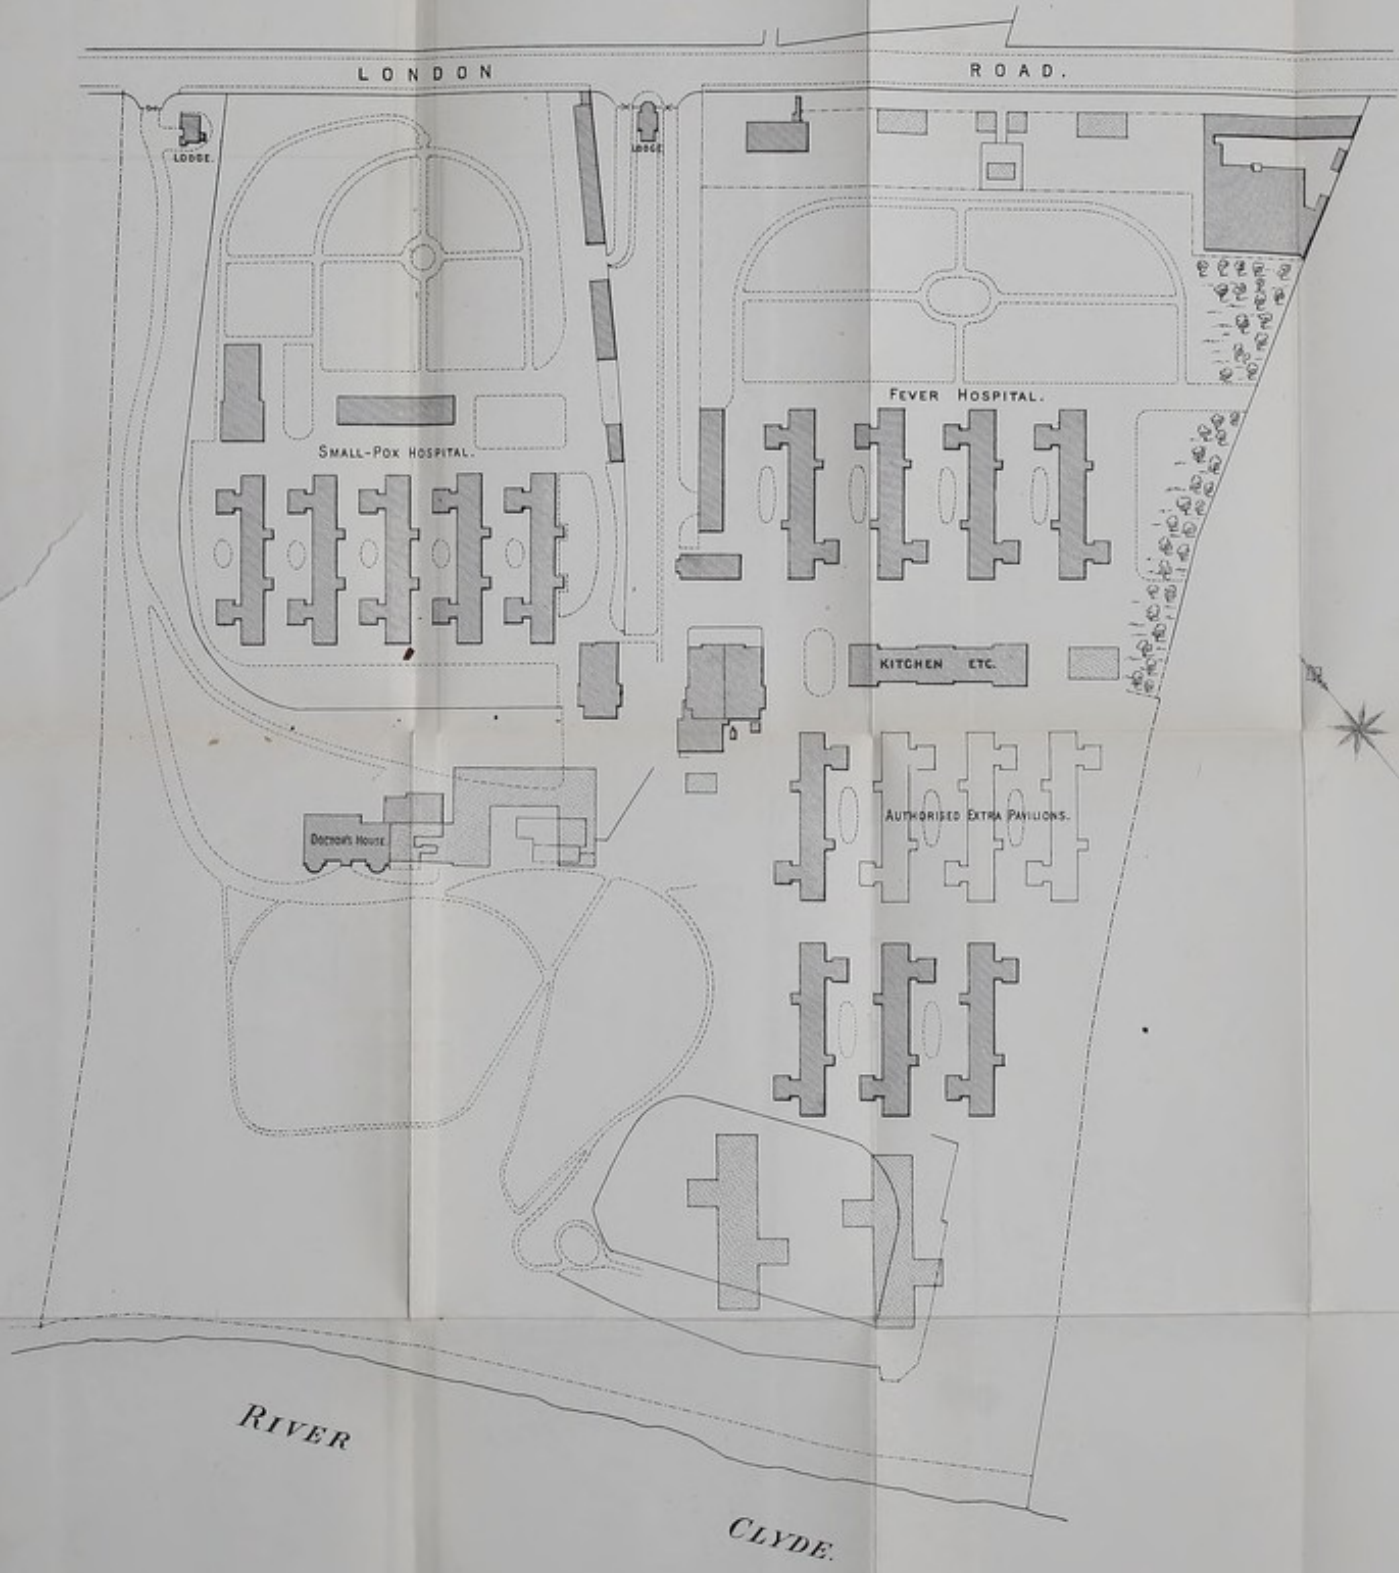 LONDON ROAD.
LODGE.
LODGE
FEVER HOSPITAL.
SMALL-POX HOSPITAL.
KITCHEN ETC.
AUTHORISED EXTRA PAVILIONS.
DOCTOR'S HOUSE
RIVER
CLYDE.